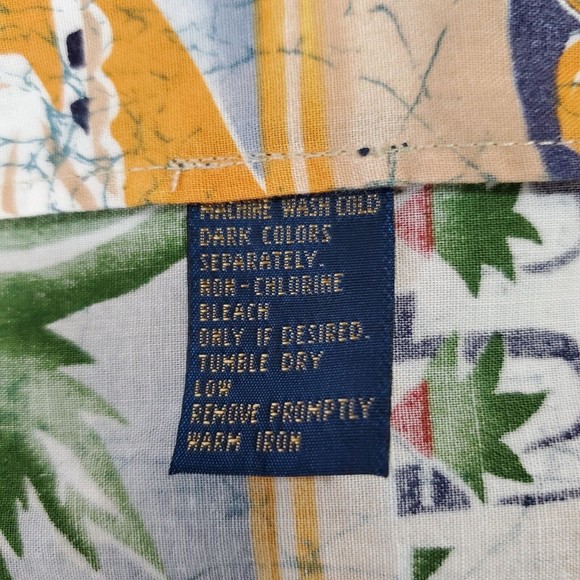 MACHINE WASH COLD
DARK COLORS
SEPARATELY.
NON-CHLORINE
BLEACH
ONLY IF DESIRED.
TUMBLE DRY
LOW
REMOVE PROMPTLY
WARM IRON